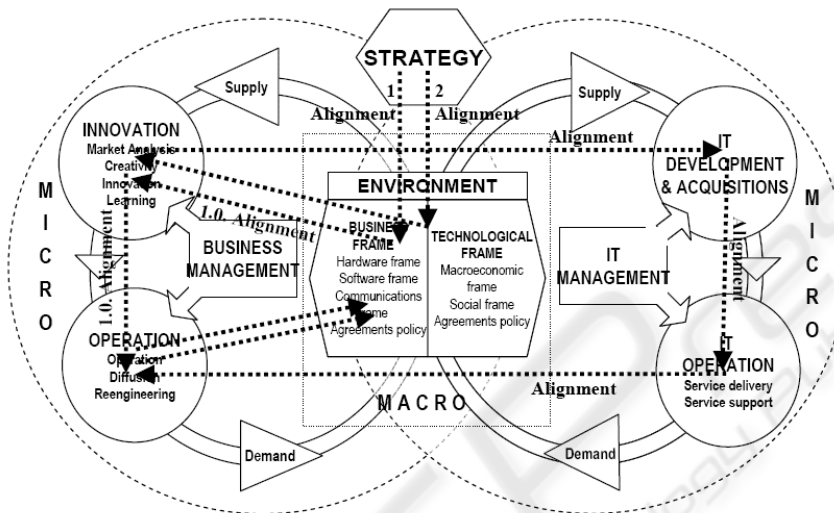 STRATEGY
1 2
Alignment Alignment
Supply
Supply
INNOVATION
Market Analysis
Creativity
Innovation
Learning
Alignment
IT
DEVELOPMENT
& ACQUISITIONS
MICRO
MICRO
ENVIRONMENT
1.0. Alignment
BUSINESS
FRAME
Hardware frame
Software frame
Communications
frame
Agreements policy
TECHNOLOGICAL
FRAME
Macroeconomic
frame
Social frame
Agreements policy
BUSINESS
MANAGEMENT
IT
MANAGEMENT
1.0. Alignment
Alignment
OPERATION
Operation
Diffusion
Reengineering
IT
OPERATION
Service delivery
Service support
Alignment
MACRO
Demand
Demand